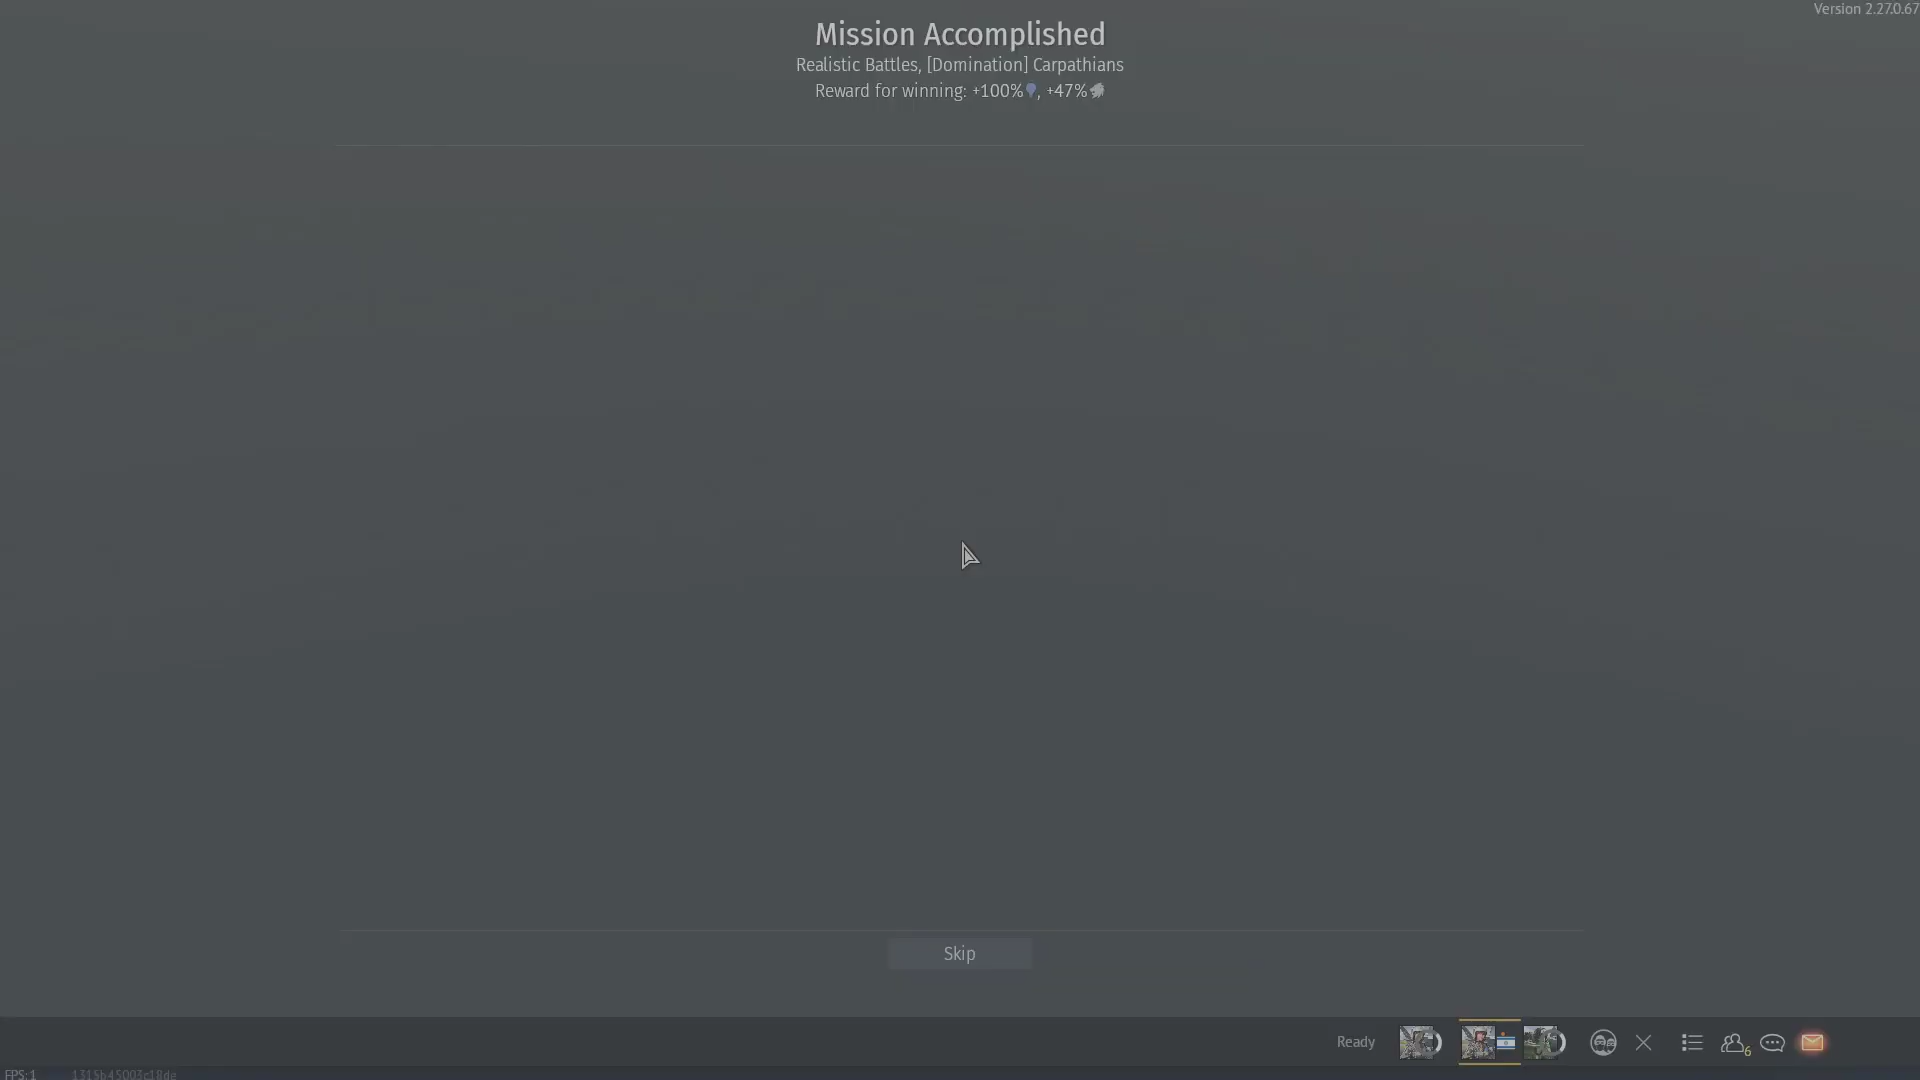 Version 2.27.0.67
Mission Accomplished
Realistic Battles, [Domination] Carpathians
Reward for winning: +100%, +47%
Skip
Ready
6
FPS: 1 1315b45003c18de